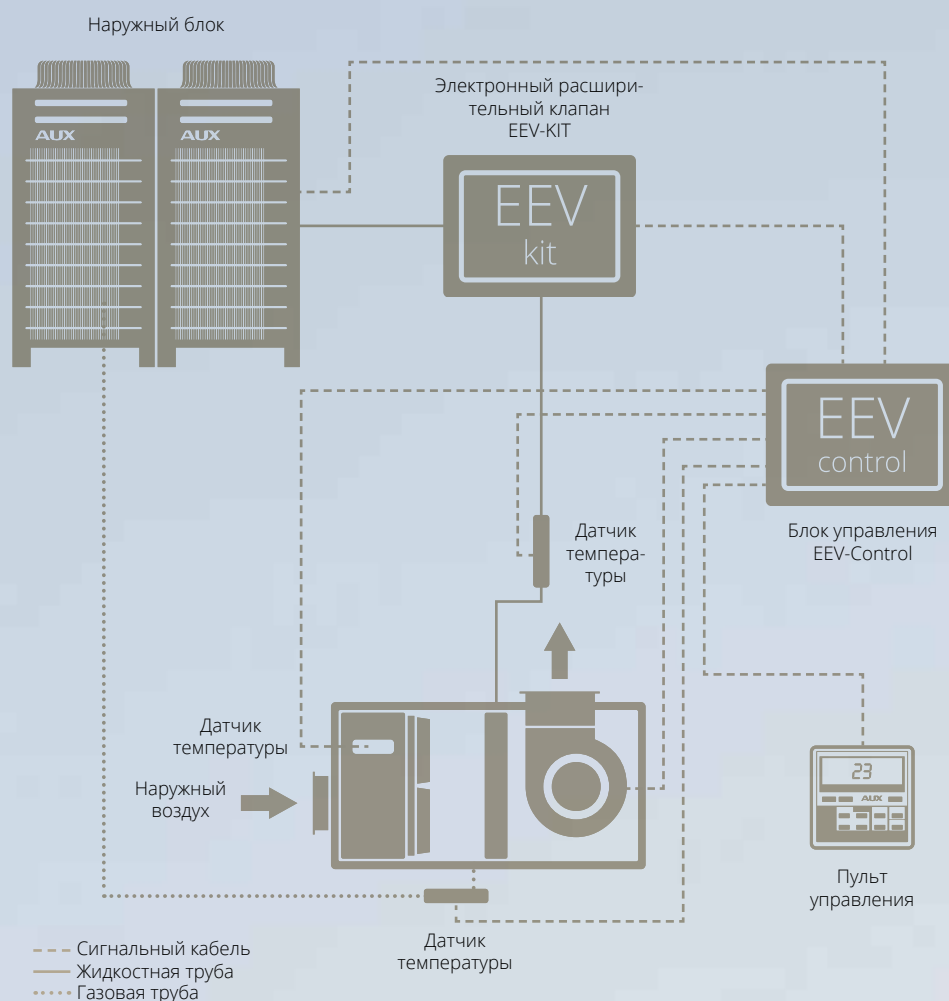 Наружный блок
AUX
AUX
Электронный расшири-
тельный клапан
EEV-KIT
EEV
kit
EEV
control
Блок управления
EEV-Control
Датчик
темпера-
туры
Датчик
температуры
Наружный
воздух
23
AUX
Пульт
управления
Датчик
температуры
Сигнальный кабель
Жидкостная труба
Газовая труба